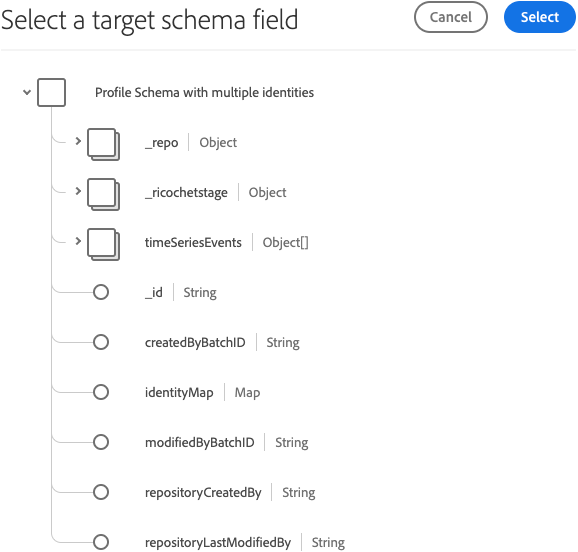 Select a target schema field
Cancel
Select
Profile Schema with multiple identities
_repo Object
_ricochetstage Object
timeSeriesEvents Object[]
_id String
createdByBatchID String
identityMap Map
modifiedByBatchID String
repositoryCreatedBy String
repositoryLastModifiedBy String